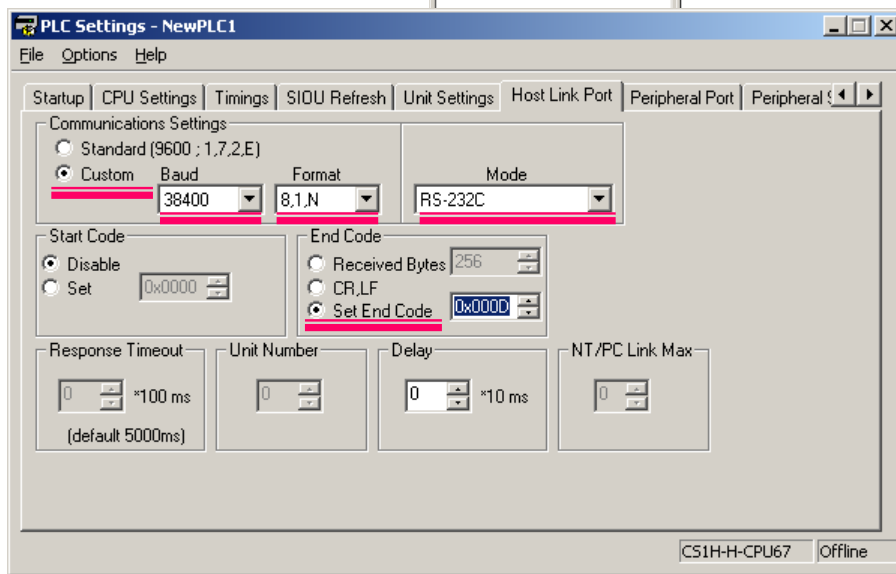 PLC Settings - NewPLC1
File Options Help
Startup CPU Settings Timings SIOU Refresh Unit Settings Host Link Port Peripheral Port Peripheral
Communications Settings
Standard (9600 ; 1,7,2,E)
Custom Baud Format Mode
38400 8,1,N RS-232C
Start Code End Code
Disable Received Bytes 256
Set 0x0000 CR,LF
Set End Code 0x000D
Response Timeout Unit Number Delay NT/PC Link Max
0 *100 ms 0 0 *10 ms 0
(default 5000ms)
CS1H-H-CPU67 Offline